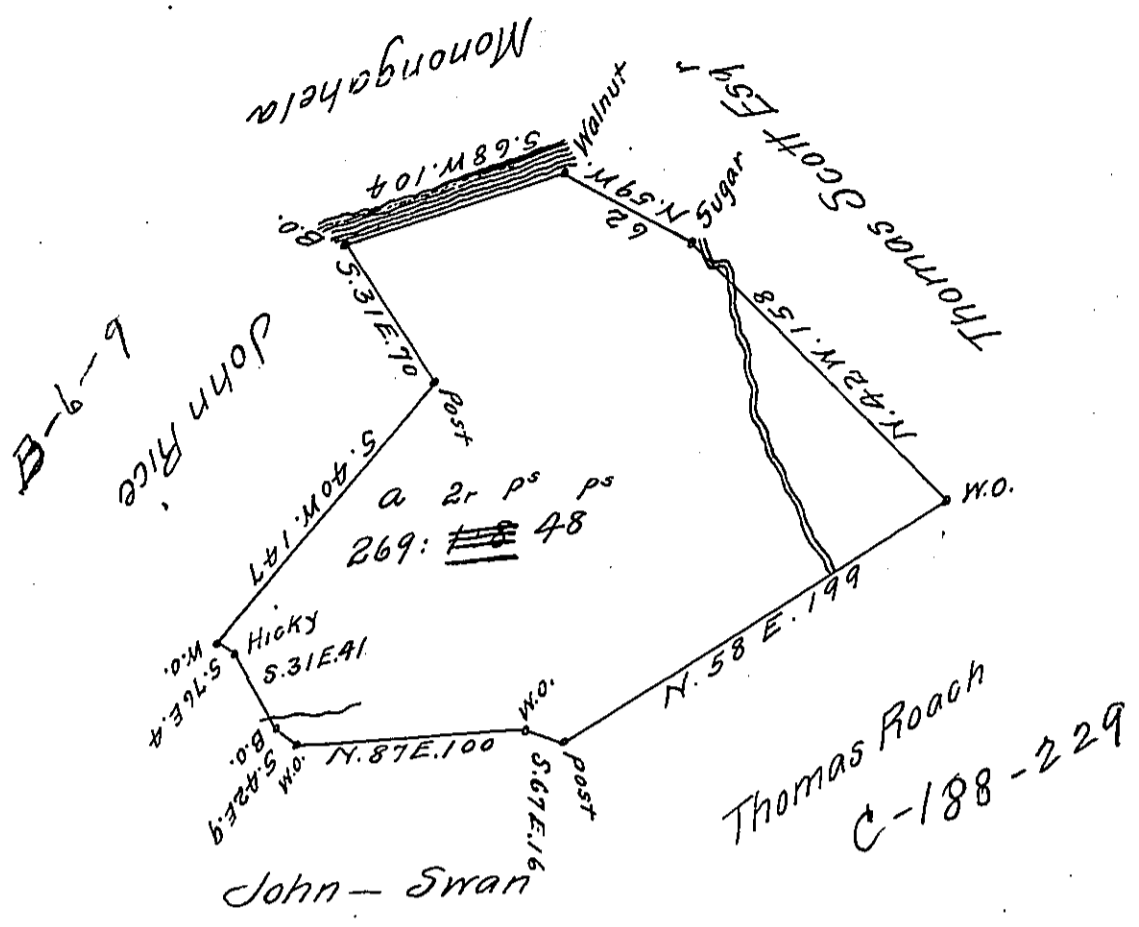 Monongahela
Thomas Scott Esqr
S.68W.104
Walnut
N.59W.
62
Sugar
N.42W.158
W.O.
B.O.
S.31E.70
post
John Rice
B-9-6
S.40W.147
a 2r ps ps
269: 48
W.O.
Hicky
S.76E.4
S.31E.41
B.O.
S.42E.9
W.O.
N.87E.100
W.O.
S.67E.16
post
N.58E.199
Thomas Roach
C-188-229
John - Swan